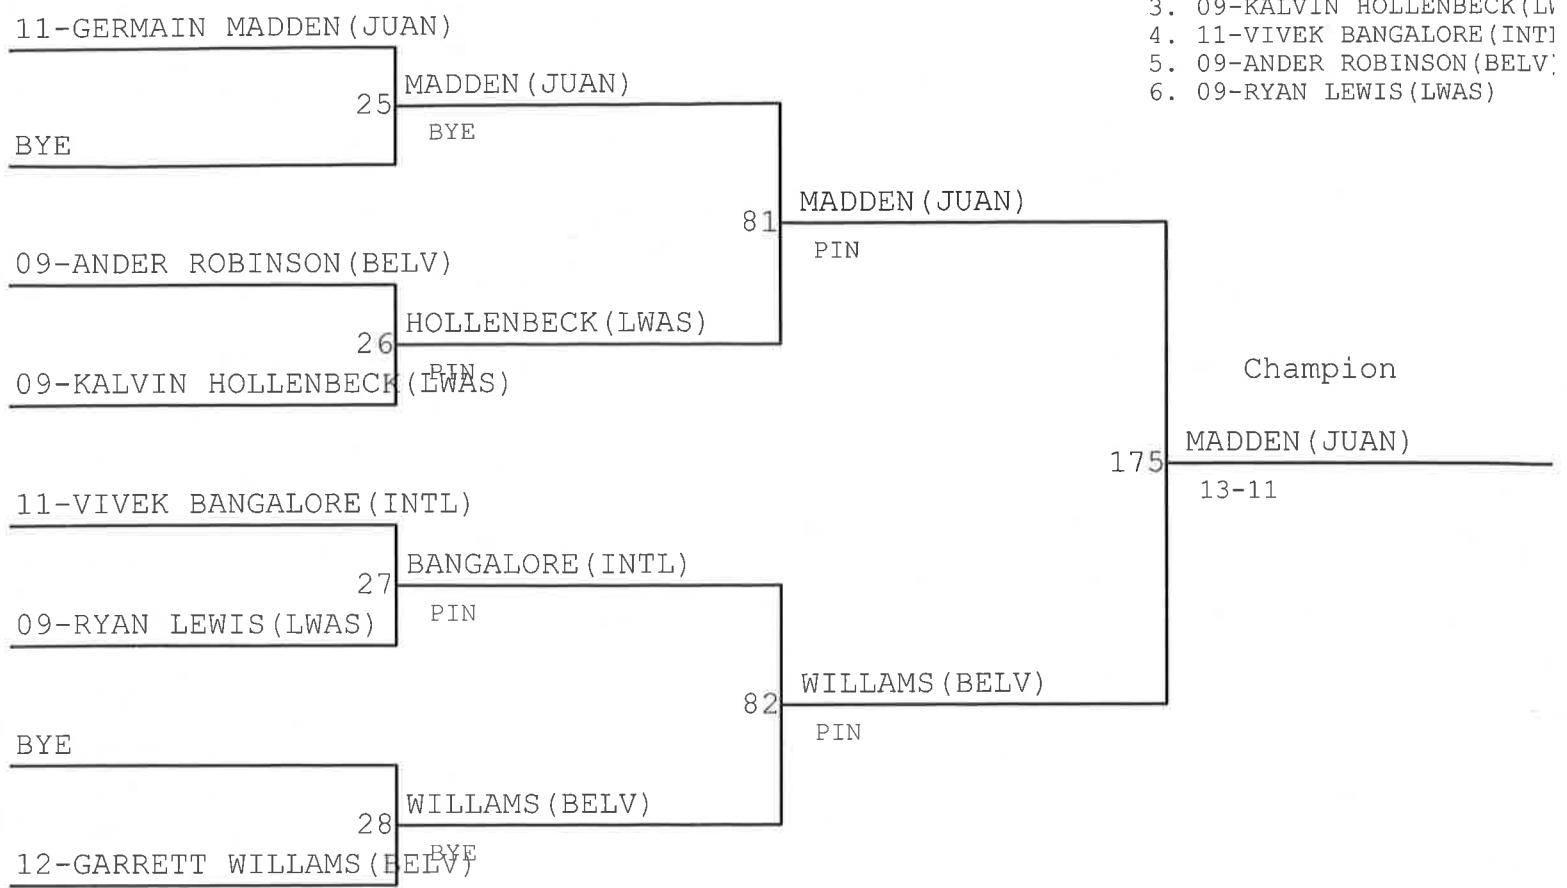 11-GERMAIN MADDEN(JUAN)
25
MADDEN(JUAN)
BYE
BYE
81
MADDEN(JUAN)
PIN
09-ANDER ROBINSON(BELV)
26
HOLLENBECK(LWAS)
PIN
09-KALVIN HOLLENBECK(LWAS)
Champion
175
MADDEN(JUAN)
13-11
11-VIVEK BANGALORE(INTL)
27
BANGALORE(INTL)
PIN
09-RYAN LEWIS(LWAS)
82
WILLAMS(BELV)
PIN
BYE
28
WILLAMS(BELV)
BYE
12-GARRETT WILLAMS(BELV)
3. 09-KALVIN HOLLENBECK(LW
4. 11-VIVEK BANGALORE(INT
5. 09-ANDER ROBINSON(BELV)
6. 09-RYAN LEWIS(LWAS)